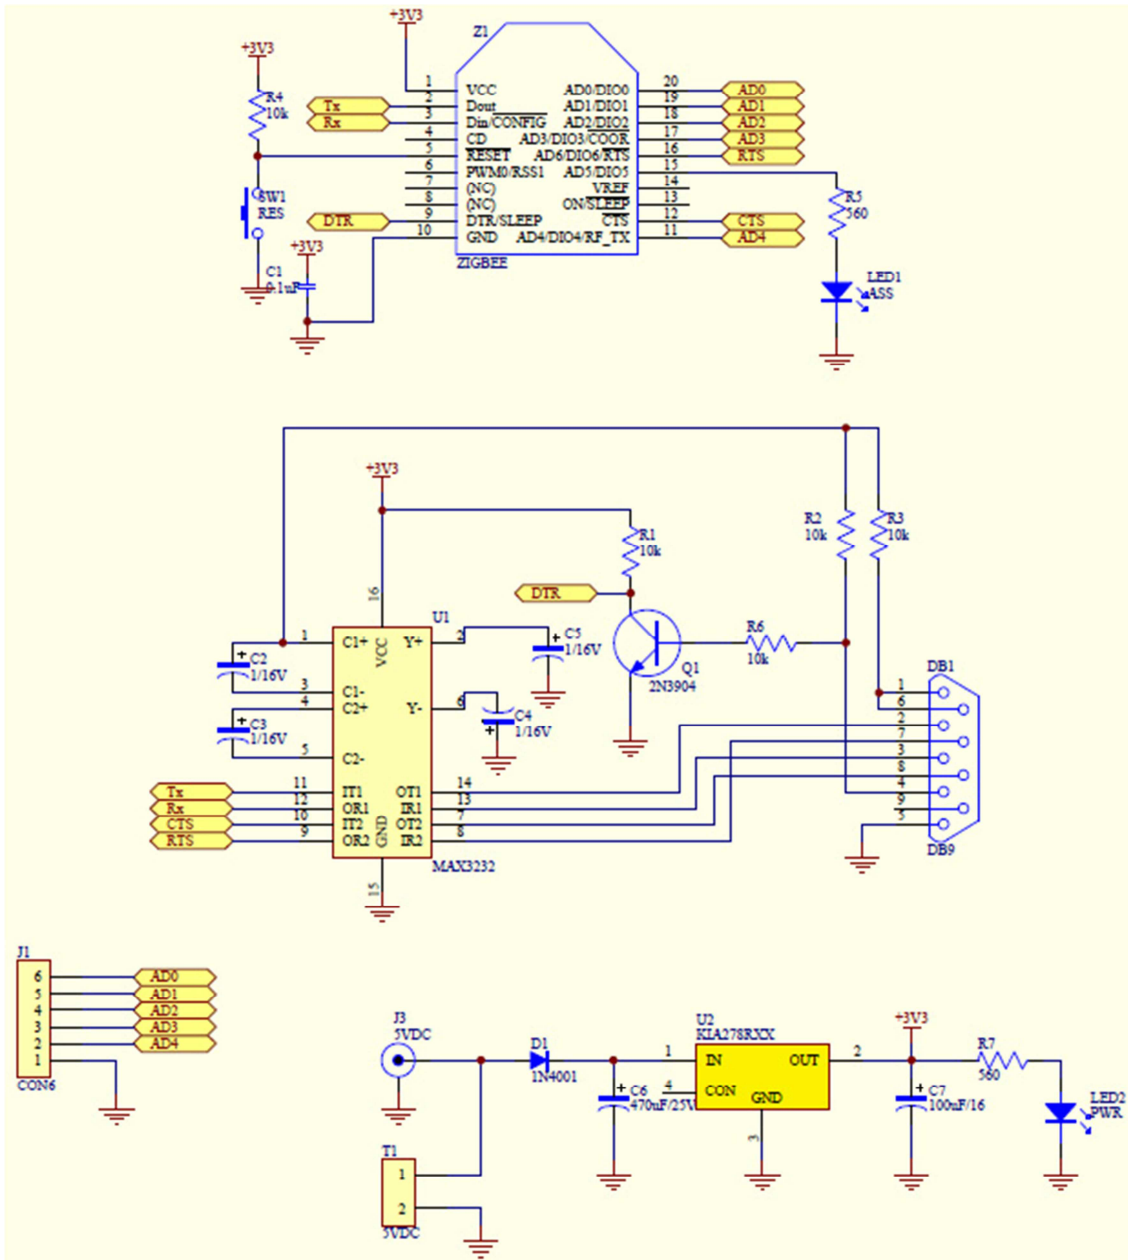 +3V3
Z1
+3V3
R4
10k
1 VCC AD0/DIO0 20 AD0
Tx 2 Dout AD1/DIO1 19 AD1
Rx 3 Din/CONFIG AD2/DIO2 18 AD2
4 CD AD3/DIO3/COOR 17 AD3
5 RESET AD6/DIO6/RTS 16 RTS
6 PWM0/RSS1 AD5/DIO5 15
7 (NC) VREF 14
8 (NC) ON/SLEEP 13
DTR 9 DTR/SLEEP CTS 12 CTS
10 GND AD4/DIO4/RF_TX 11 AD4
ZIGBEE
SW1
RES
R5
560
+3V3
C1
0.1uF
LED1
ASS
+3V3
R1
10k
R2
10k
R3
10k
DTR
16
U1
1 C1+ VCC Y+ 2
C2
1/16V
C5
1/16V
R6
10k
Q1
2N3904
3 C1-
4 C2+ Y- 6
C3
1/16V
C4
1/16V
5 C2-
Tx 11 IT1 OT1 14
Rx 12 OR1 IR1 13
CTS 10 IT2 OT2 7
RTS 9 OR2 IR2 8
GND
MAX3232
15
DB1
1
6
2
7
3
8
4
9
5
DB9
J1
6 AD0
5 AD1
4 AD2
3 AD3
2 AD4
1
CON6
J3
5VDC
D1
1N4001
U2
KIA278RXX
1 IN OUT 2
4 CON
GND
3
C6
470uF/25V
+3V3
C7
100uF/16
R7
560
LED2
PWR
T1
1
2
5VDC